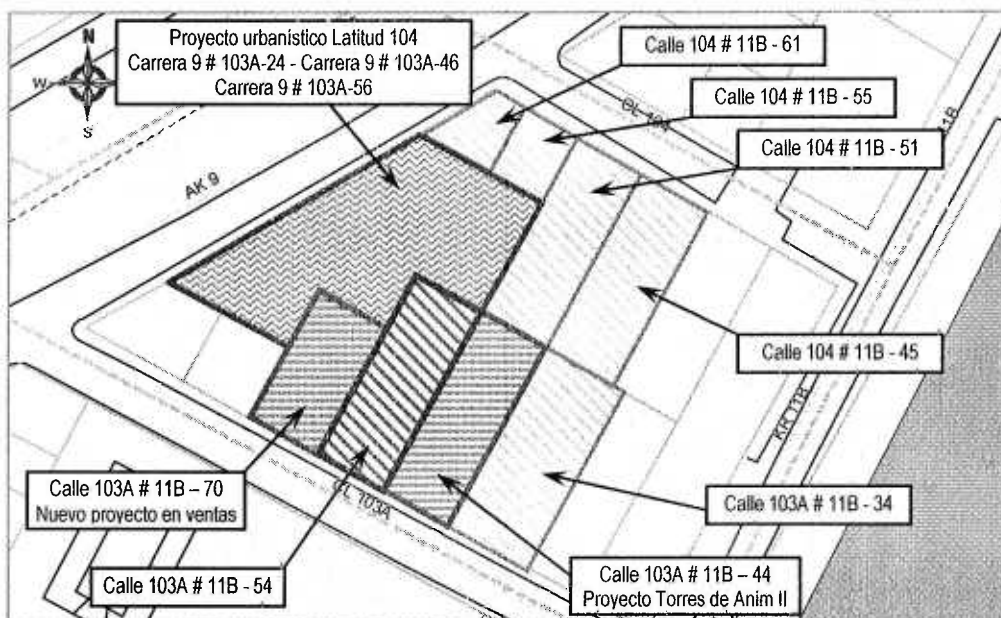 Proyecto urbanístico Latitud 104
Carrera 9 # 103A-24 - Carrera 9 # 103A-46
Carrera 9 # 103A-56
N
W
S
Calle 104 # 11B - 61
Calle 104 # 11B - 55
CL 104
Calle 104 # 11B - 51
11B
AK 9
Calle 104 # 11B - 45
KR 11B
Calle 103A # 11B – 70
Nuevo proyecto en ventas
CL 103A
Calle 103A # 11B - 34
Calle 103A # 11B - 54
Calle 103A # 11B – 44
Proyecto Torres de Anim II